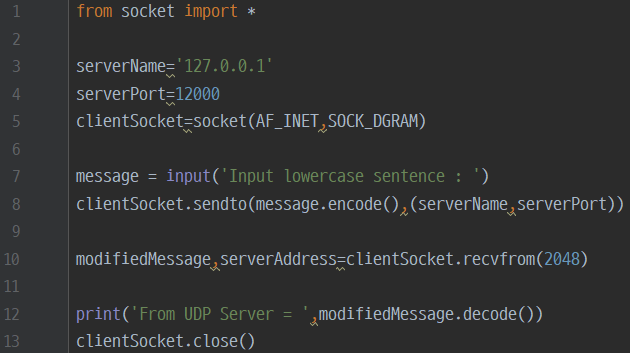 1 from socket import *
2
3 serverName='127.0.0.1'
4 serverPort=12000
5 clientSocket=socket(AF_INET,SOCK_DGRAM)
6
7 message = input('Input lowercase sentence : ')
8 clientSocket.sendto(message.encode(),(serverName,serverPort))
9
10 modifiedMessage,serverAddress=clientSocket.recvfrom(2048)
11
12 print('From UDP Server = ',modifiedMessage.decode())
13 clientSocket.close()